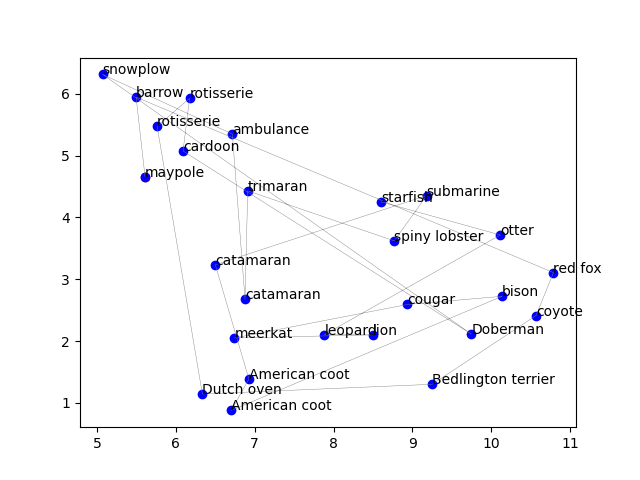 snowplow
barrow
rotisserie
rotisserie
ambulance
cardoon
maypole
trimaran
starfish
submarine
otter
spiny lobster
catamaran
red fox
catamaran
bison
cougar
coyote
meerkat
leopard
lion
Doberman
American coot
Bedlington terrier
Dutch oven
American coot
6
5
4
3
2
1
5 6 7 8 9 10 11